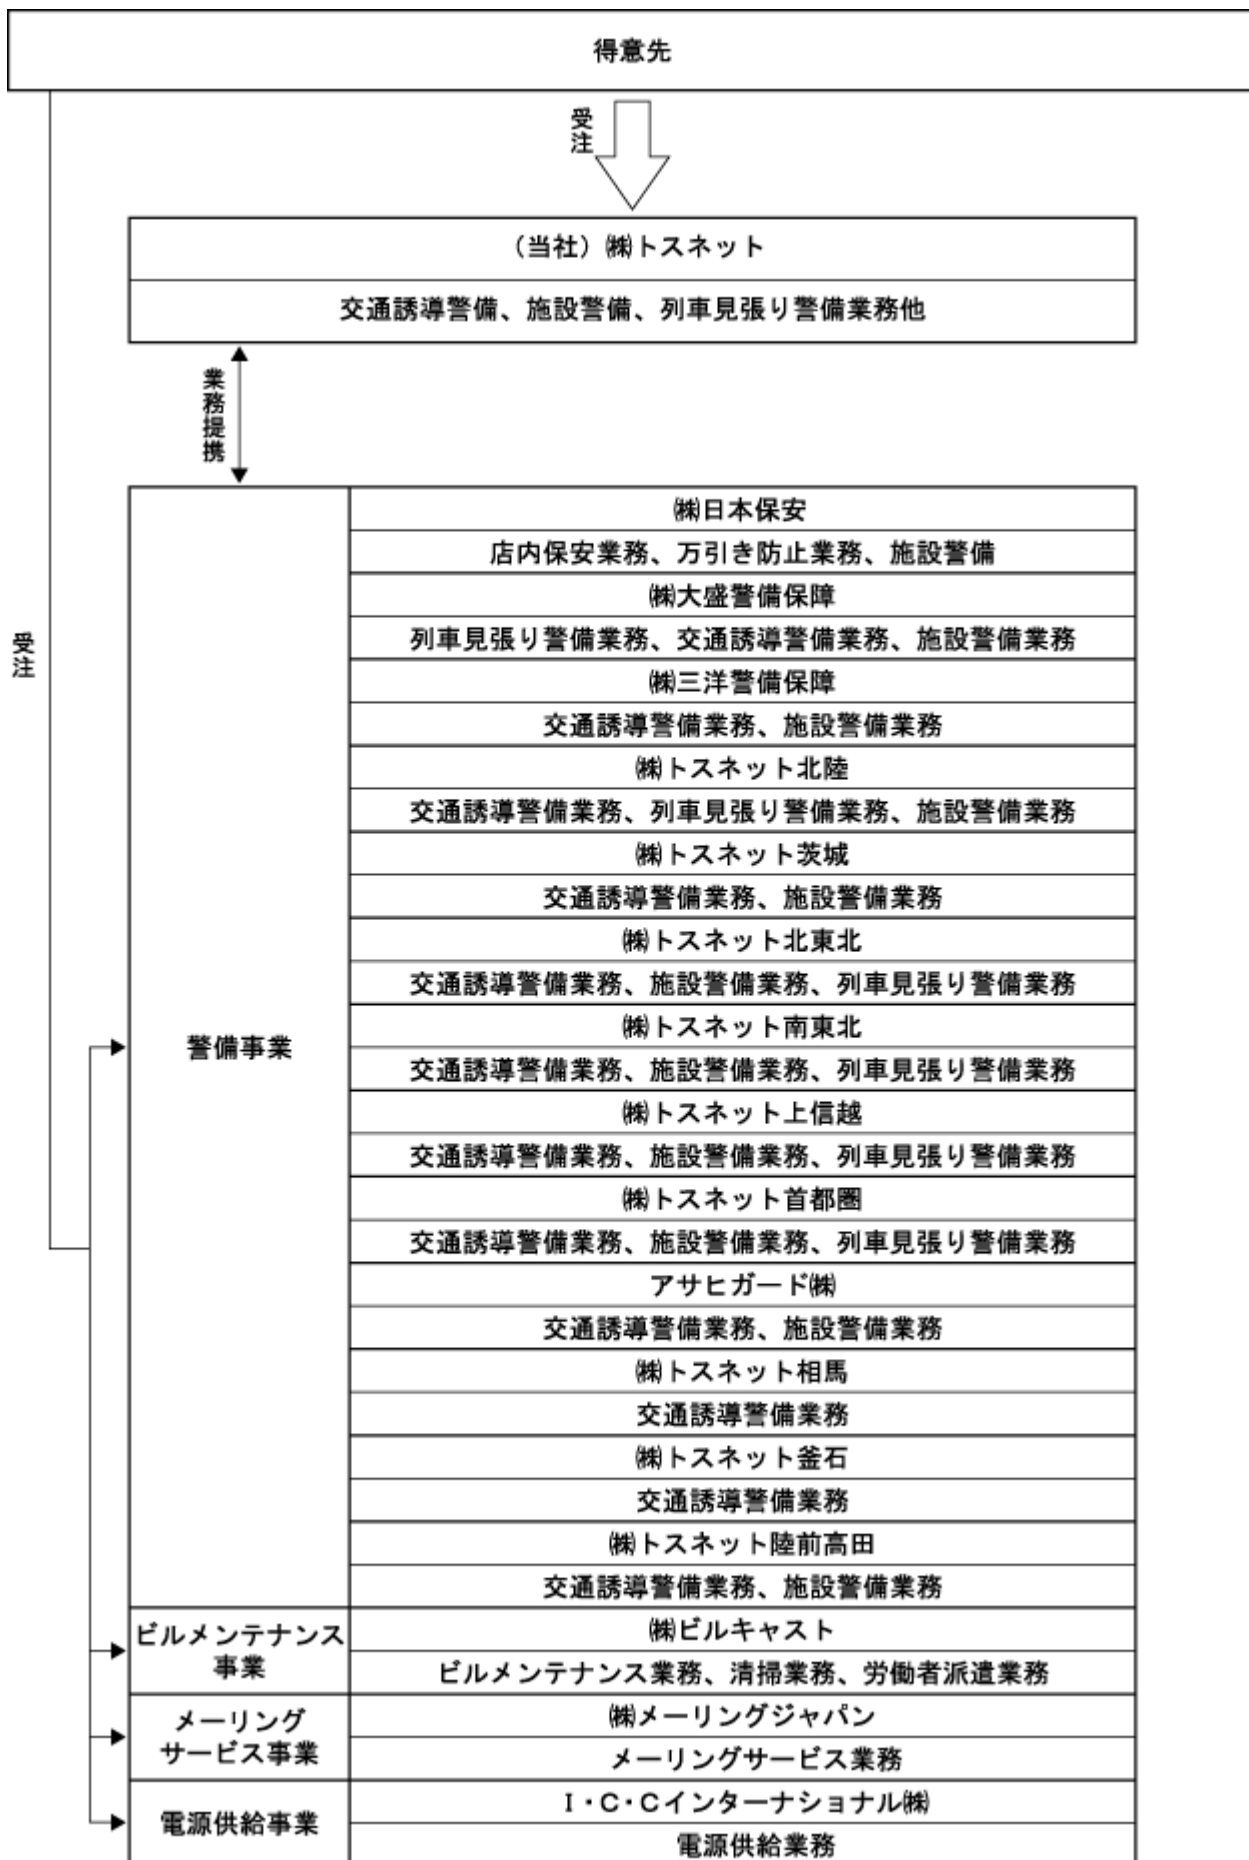 得意先
受注
（当社）㈱トスネット
交通誘導警備、施設警備、列車見張り警備業務他
業務提携
受注
警備事業
㈱日本保安
店内保安業務、万引き防止業務、施設警備
㈱大盛警備保障
列車見張り警備業務、交通誘導警備業務、施設警備業務
㈱三洋警備保障
交通誘導警備業務、施設警備業務
㈱トスネット北陸
交通誘導警備業務、列車見張り警備業務、施設警備業務
㈱トスネット茨城
交通誘導警備業務、施設警備業務
㈱トスネット北東北
交通誘導警備業務、施設警備業務、列車見張り警備業務
㈱トスネット南東北
交通誘導警備業務、施設警備業務、列車見張り警備業務
㈱トスネット上信越
交通誘導警備業務、施設警備業務、列車見張り警備業務
㈱トスネット首都圏
交通誘導警備業務、施設警備業務、列車見張り警備業務
アサヒガード㈱
交通誘導警備業務、施設警備業務
㈱トスネット相馬
交通誘導警備業務
㈱トスネット釜石
交通誘導警備業務
㈱トスネット陸前高田
交通誘導警備業務、施設警備業務
ビルメンテナンス
事業
㈱ビルキャスト
ビルメンテナンス業務、清掃業務、労働者派遣業務
メーリング
サービス事業
㈱メーリングジャパン
メーリングサービス業務
電源供給事業
Ｉ・Ｃ・Ｃインターナショナル㈱
電源供給業務